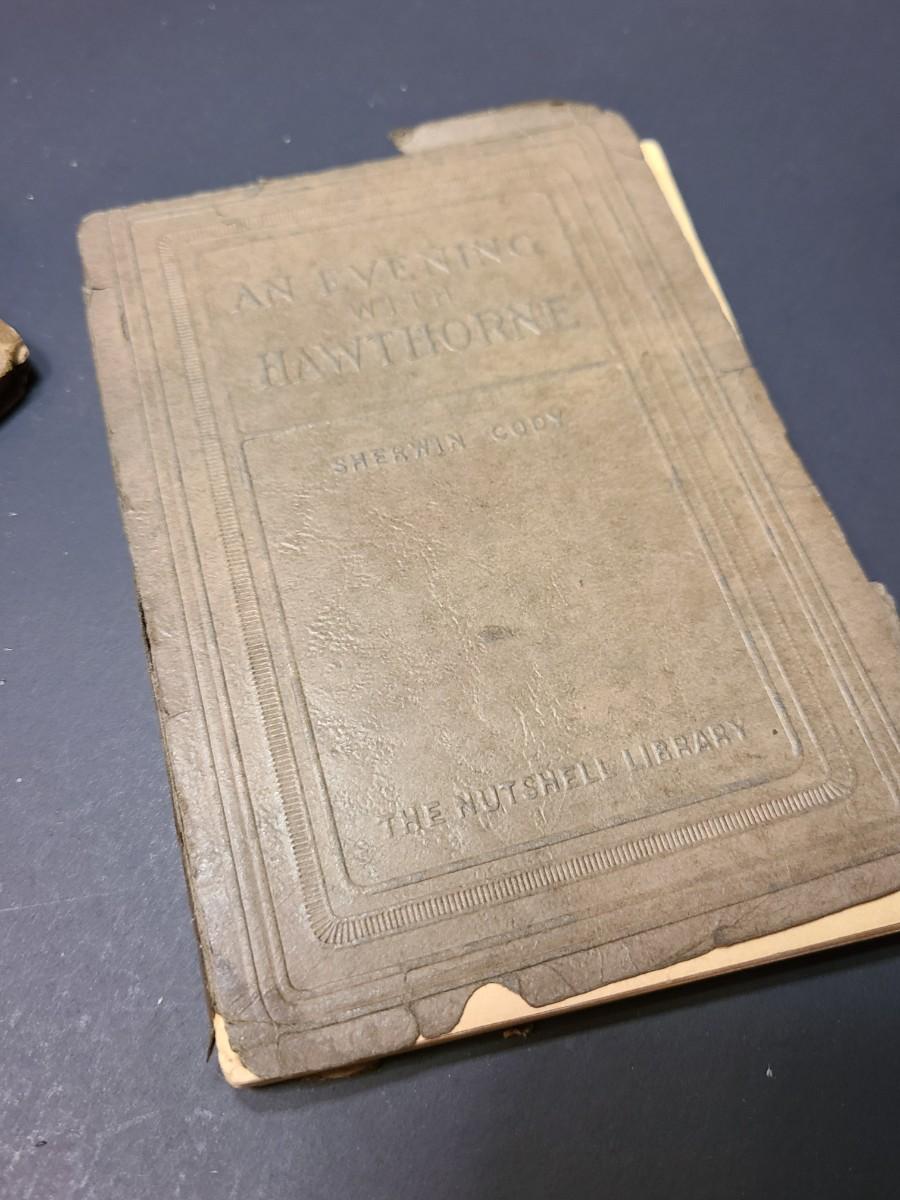 AN EVENING
WITH
HAWTHORNE
SHERWIN CODY
THE NUTSHELL LIBRARY